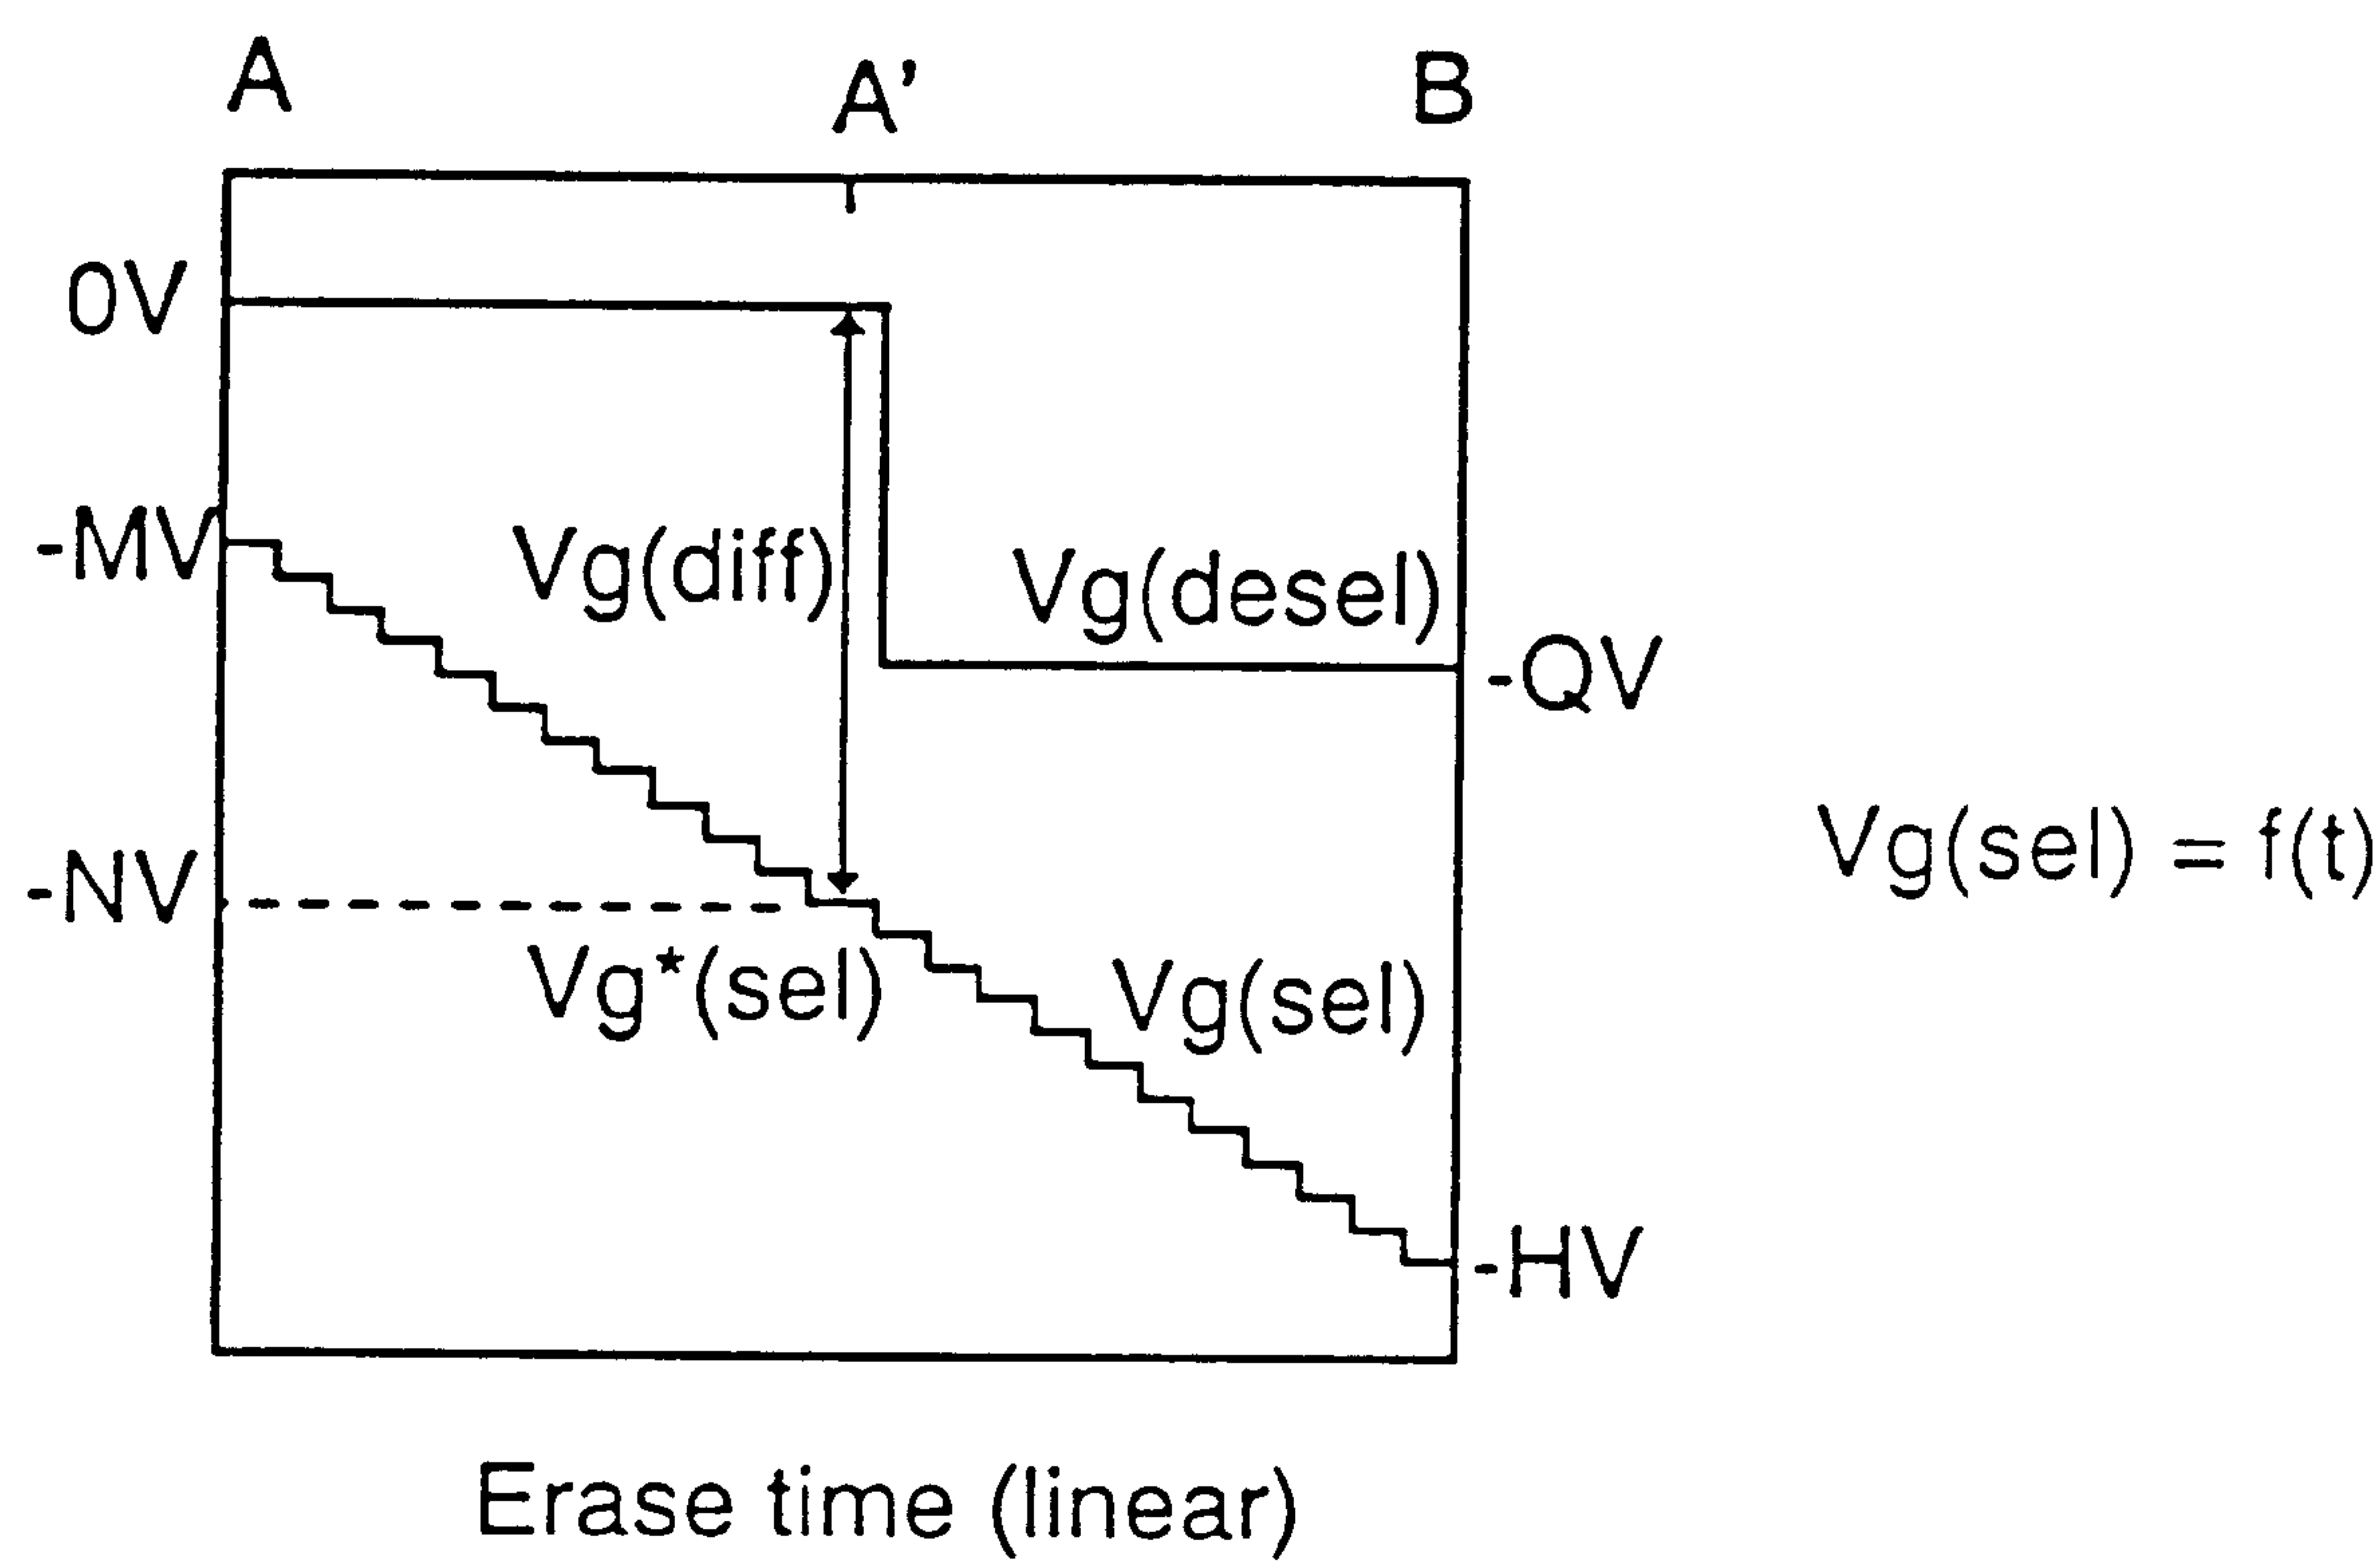 A A' B
0V
-MV
Vg(diff) Vg(desel)
-QV
Vg(sel) = f(t)
-NV
Vg*(sel) Vg(sel)
-HV
Erase time (linear)